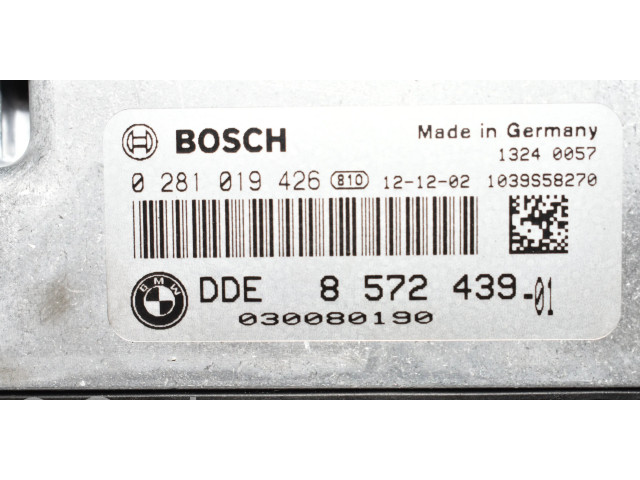 BOSCH Made in Germany
1324 0057
0 281 019 426 810 12-12-02 1039S58270
BMW DDE 8 572 439-01
030080190